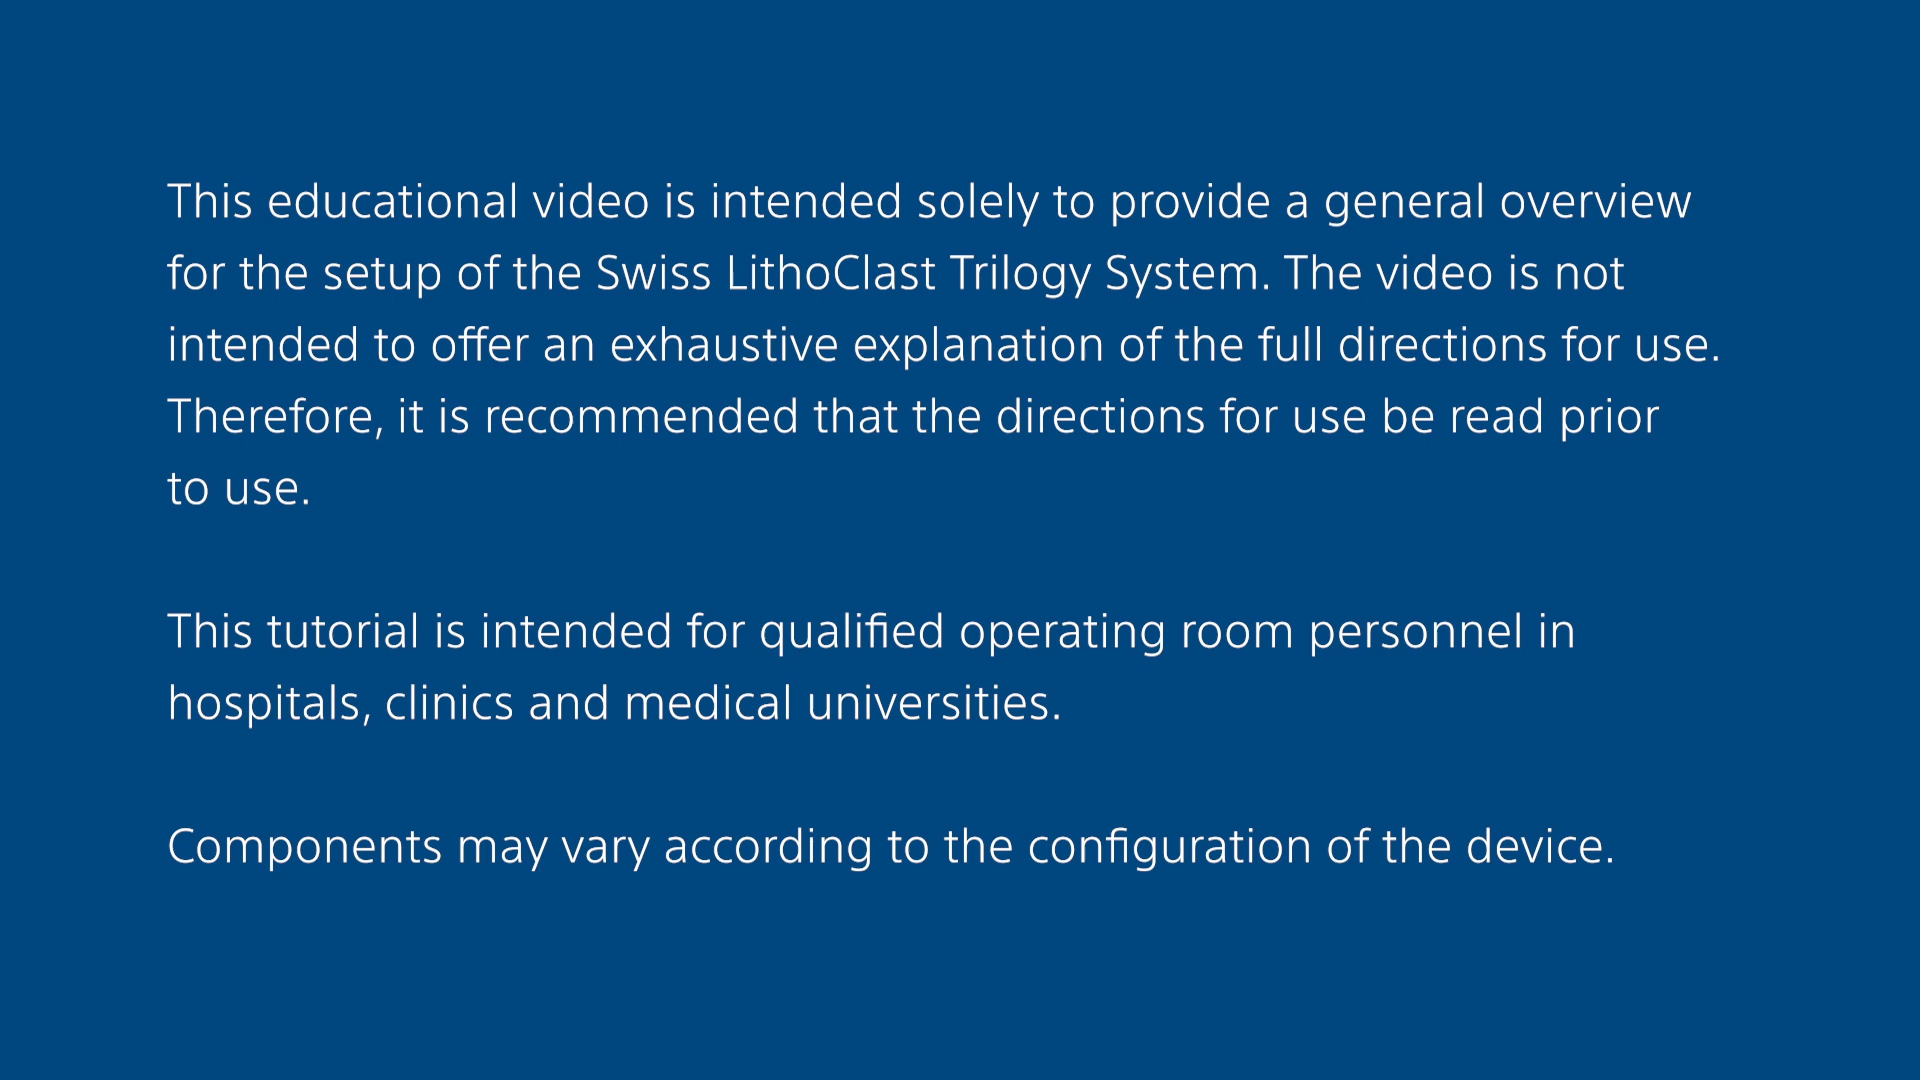 This educational video is intended solely to provide a general overview
for the setup of the Swiss LithoClast Trilogy System. The video is not
intended to offer an exhaustive explanation of the full directions for use.
Therefore, it is recommended that the directions for use be read prior
to use.
This tutorial is intended for qualified operating room personnel in
hospitals, clinics and medical universities.
Components may vary according to the configuration of the device.